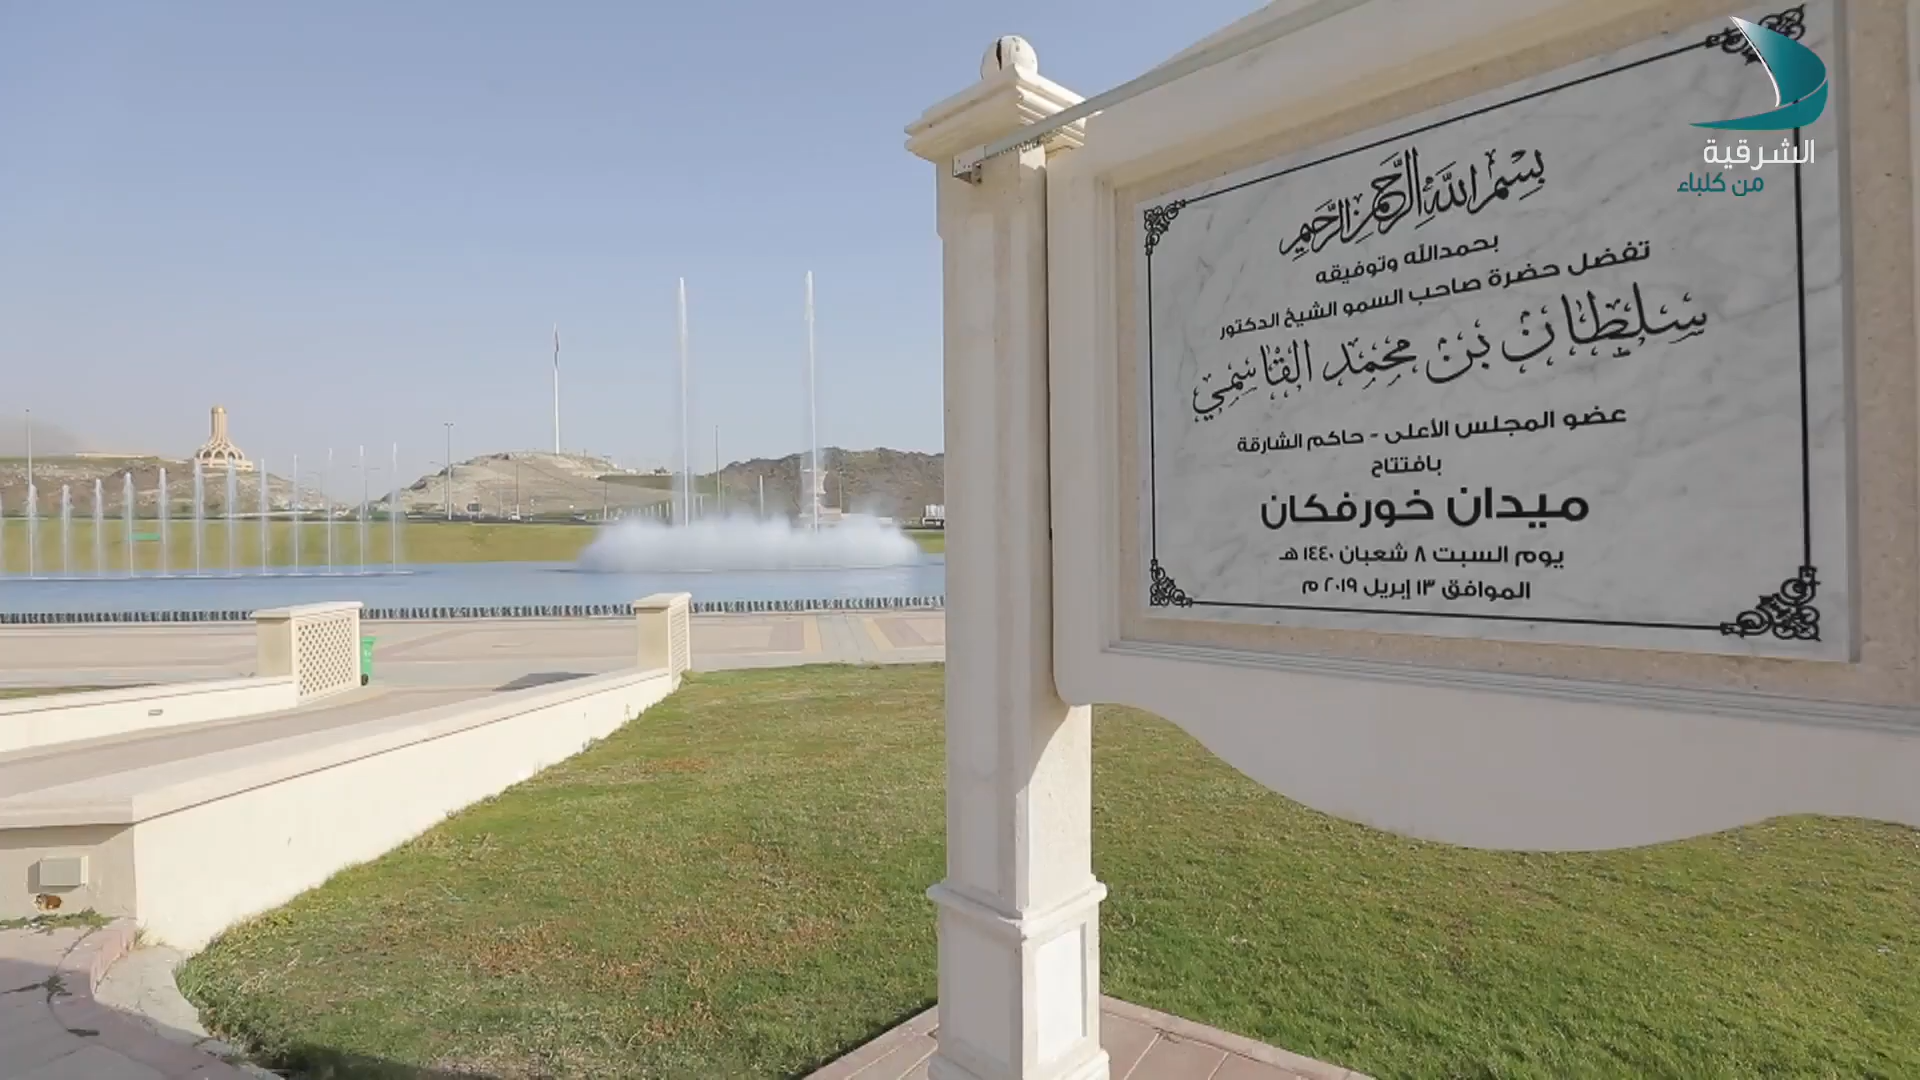 الشرقية
من كلباء
بسم الله الرحمن الرحيم
بحمدالله وتوفيقه
تفضل حضرة صاحب السمو الشيخ الدكتور
سلطان بن محمد القاسمي
عضو المجلس الأعلى - حاكم الشارقة
بافتتاح
ميدان خورفكان
يوم السبت ٨ شعبان ١٤٤٠ هـ
الموافق ١٣ إبريل ٢٠١٩ م